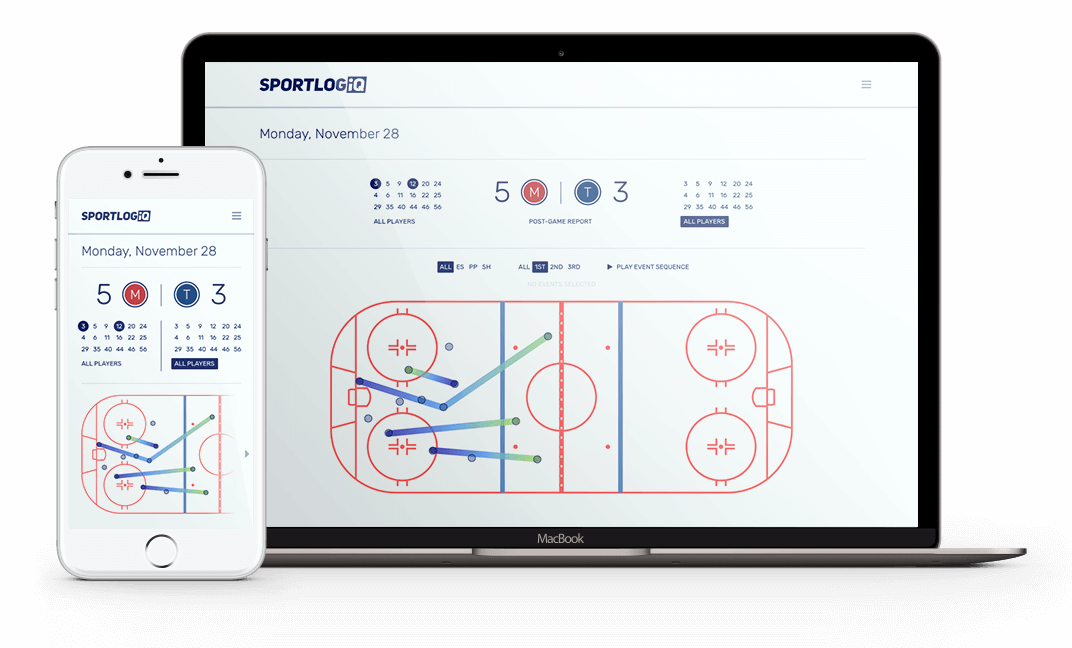 SPORTLOGiQ
Monday, November 28
3 5 9 12 20 24
4 6 11 16 22 25
29 35 40 44 46 56
ALL PLAYERS
5 M T 3
POST-GAME REPORT
3 5 9 12 20 24
4 6 11 16 22 25
29 35 40 44 46 56
ALL PLAYERS
ALL ES PP SH
ALL 1ST 2ND 3RD
PLAY EVENT SEQUENCE
NO EVENTS SELECTED
MacBook
SPORTLOGiQ
Monday, November 28
5 M T 3
3 5 9 12 20 24
4 6 11 16 22 25
29 35 40 44 46 56
ALL PLAYERS
3 5 9 12 20 24
4 6 11 16 22 25
29 35 40 44 46 56
ALL PLAYERS